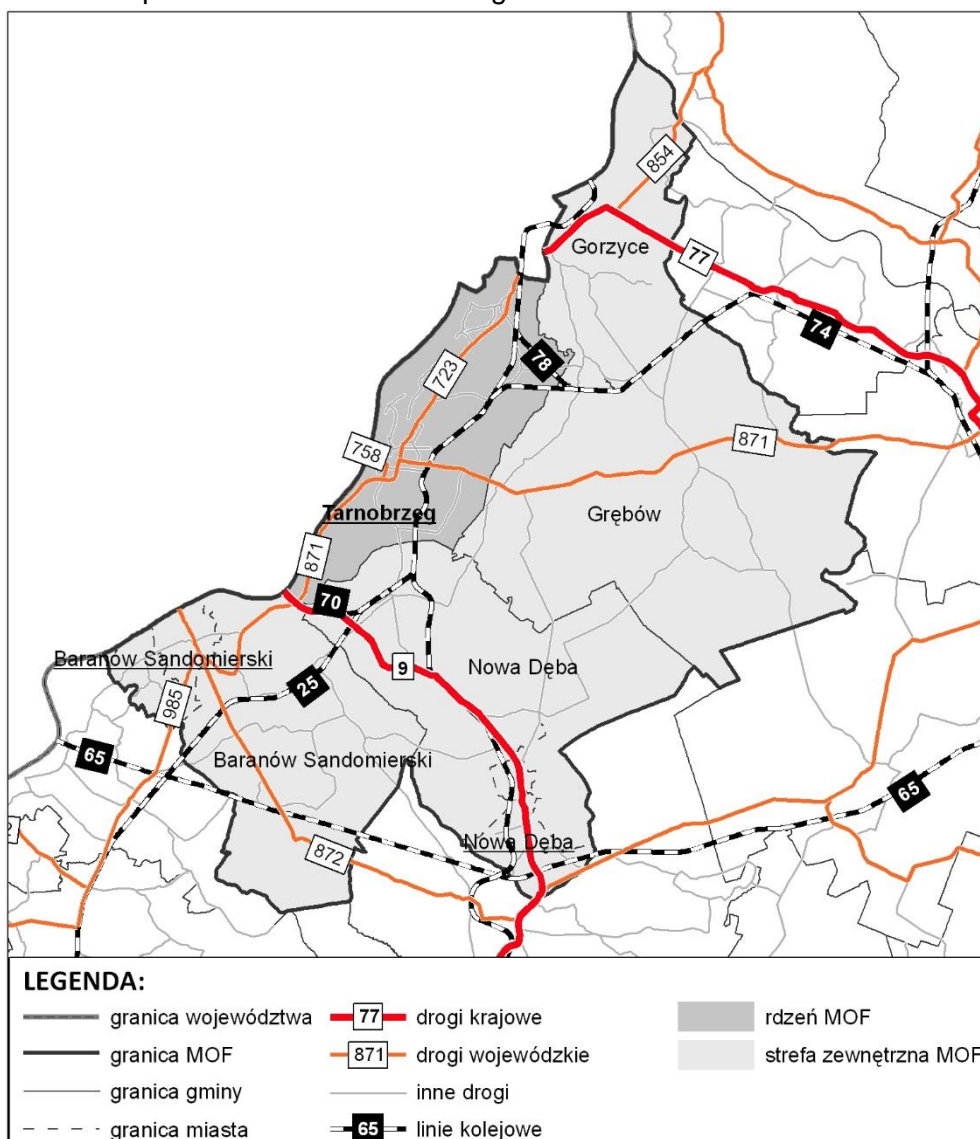 854
Gorzyce
77
74
78
723
758
871
Grębów
Tarnobrzeg
871
70
Baranów Sandomierski
9
Nowa Dęba
25
985
65
Baranów Sandomierski
65
Nowa Dęba
872
LEGENDA:
granica województwa
77
drogi krajowe
rdzeń MOF
granica MOF
871
drogi wojewódzkie
strefa zewnętrzna MOF
granica gminy
inne drogi
granica miasta
65
linie kolejowe